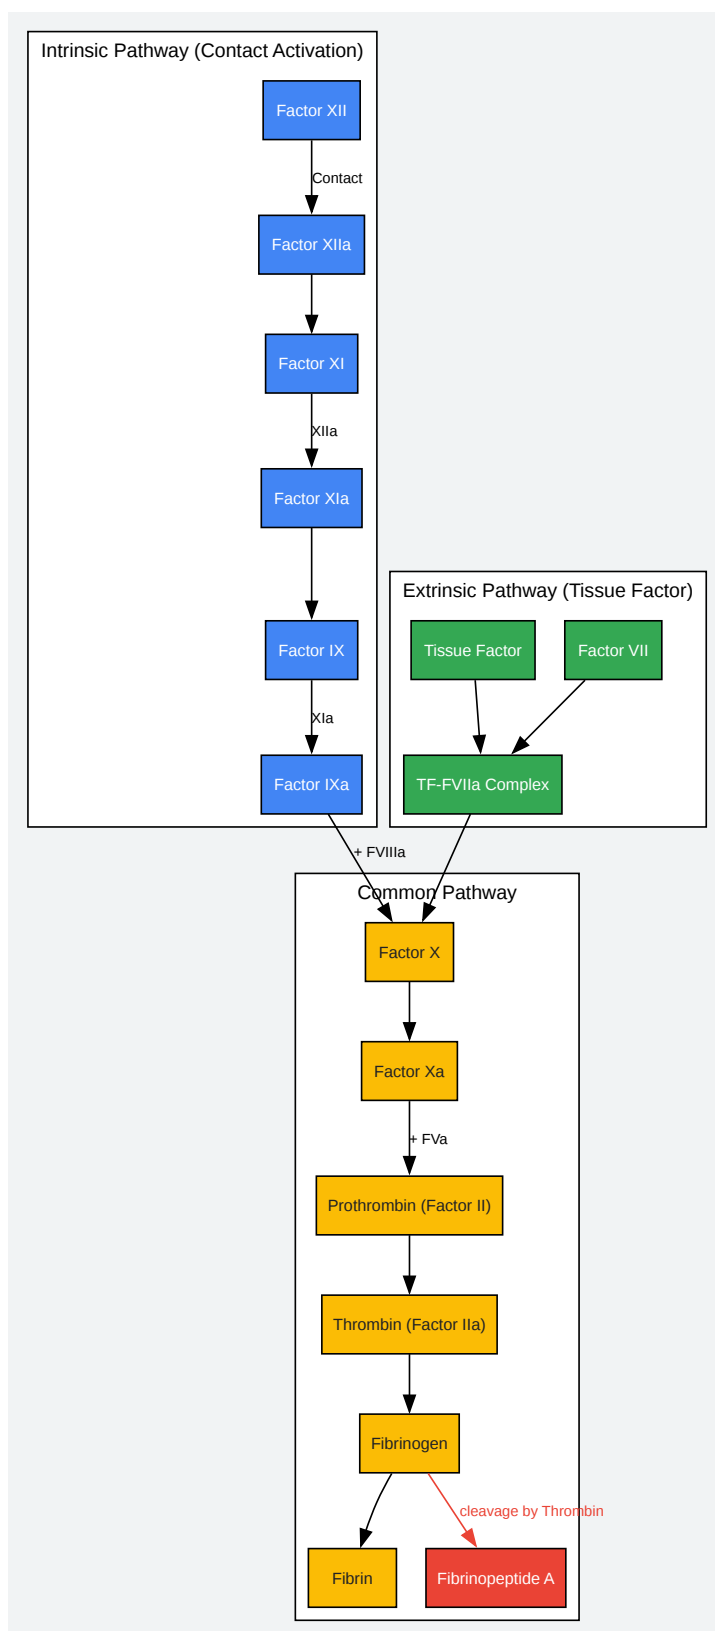 Intrinsic Pathway (Contact Activation)
Factor XII
Contact
Factor XIIa
Factor XI
XIIa
Factor XIa
Factor IX
XIa
Factor IXa
Extrinsic Pathway (Tissue Factor)
Tissue Factor
Factor VII
TF-FVIIa Complex
+ FVIIIa
Common Pathway
Factor X
Factor Xa
+ FVa
Prothrombin (Factor II)
Thrombin (Factor IIa)
Fibrinogen
cleavage by Thrombin
Fibrin
Fibrinopeptide A